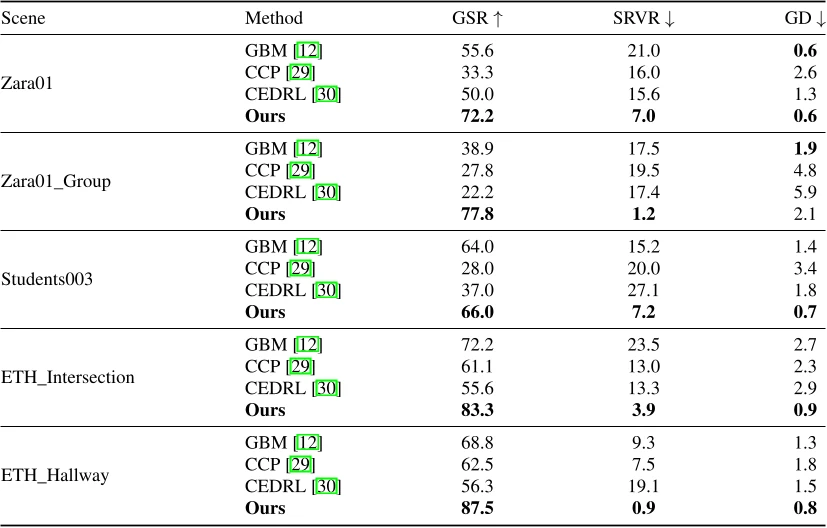 Scene Method GSR ↑ SRVR ↓ GD ↓
Zara01
GBM [12] 55.6 21.0 0.6
CCP [29] 33.3 16.0 2.6
CEDRL [30] 50.0 15.6 1.3
Ours 72.2 7.0 0.6
Zara01_Group
GBM [12] 38.9 17.5 1.9
CCP [29] 27.8 19.5 4.8
CEDRL [30] 22.2 17.4 5.9
Ours 77.8 1.2 2.1
Students003
GBM [12] 64.0 15.2 1.4
CCP [29] 28.0 20.0 3.4
CEDRL [30] 37.0 27.1 1.8
Ours 66.0 7.2 0.7
ETH_Intersection
GBM [12] 72.2 23.5 2.7
CCP [29] 61.1 13.0 2.3
CEDRL [30] 55.6 13.3 2.9
Ours 83.3 3.9 0.9
ETH_Hallway
GBM [12] 68.8 9.3 1.3
CCP [29] 62.5 7.5 1.8
CEDRL [30] 56.3 19.1 1.5
Ours 87.5 0.9 0.8